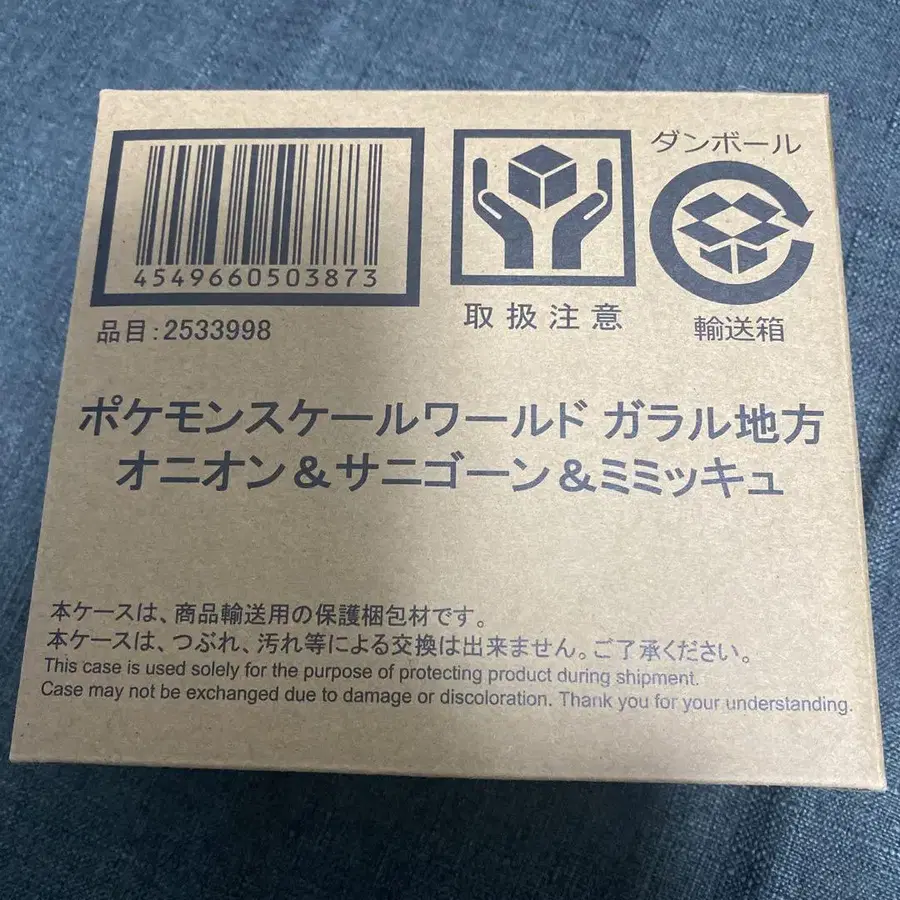 4549660503873
品目:2533998
取扱注意
ダンボール
輸送箱
ポケモンスケールワールド ガラル地方
オニオン&サニゴーン&ミミッキュ
本ケースは、商品輸送用の保護梱包材です。
本ケースは、つぶれ、汚れ等による交換は出来ません。ご了承ください。
This case is used solely for the purpose of protecting product during shipment.
Case may not be exchanged due to damage or discoloration. Thank you for your understanding.